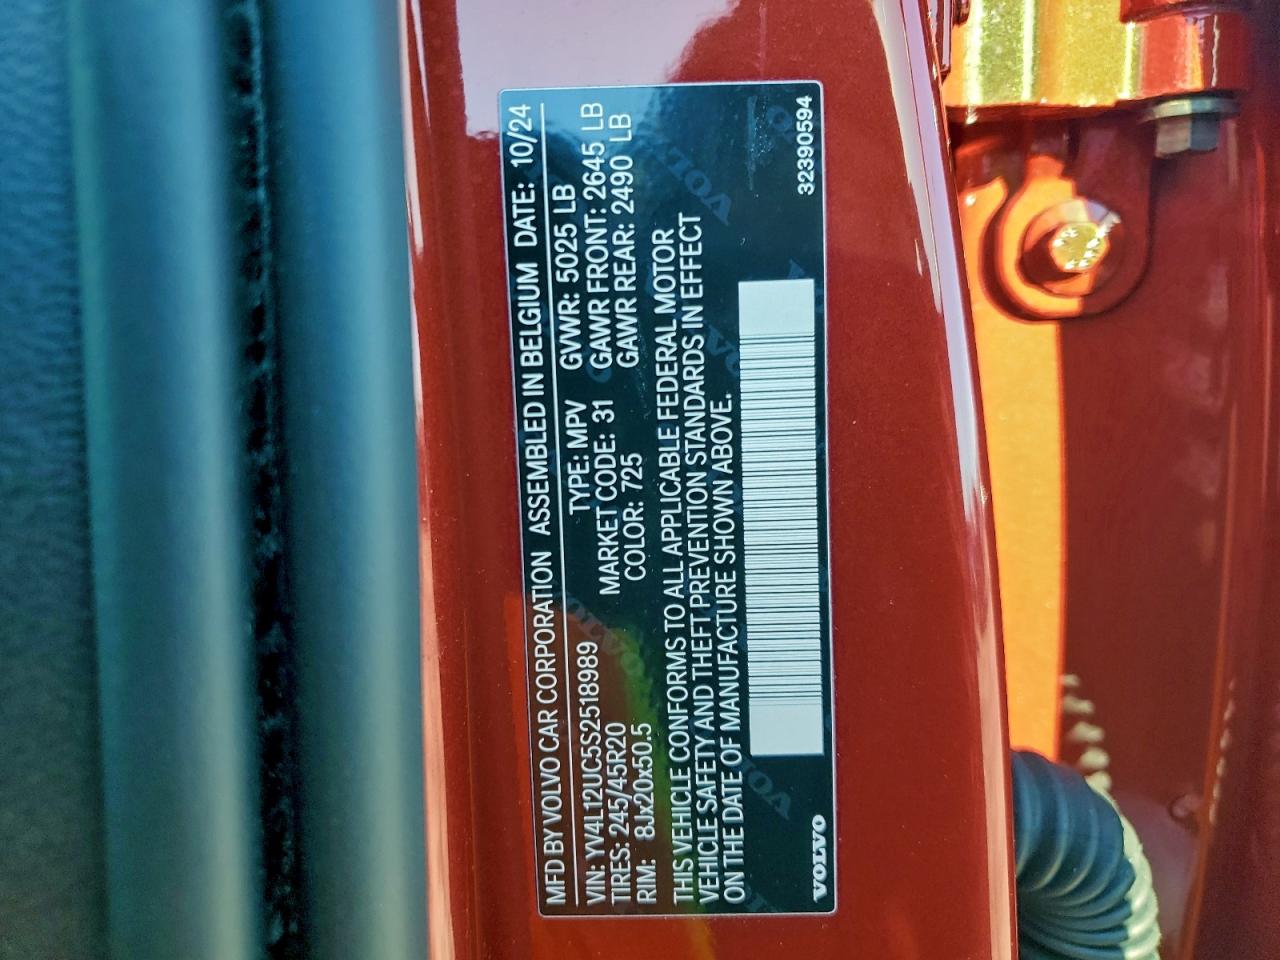 MFD BY VOLVO CAR CORPORATION ASSEMBLED IN BELGIUM DATE: 10/24
VIN: YV4L12UC5S2518989 TYPE: MPV GVWR: 5025 LB
TIRES: 245/45R20 MARKET CODE: 31 GAWR FRONT: 2645 LB
RIM: 8Jx20x50.5 COLOR: 725 GAWR REAR: 2490 LB
THIS VEHICLE CONFORMS TO ALL APPLICABLE FEDERAL MOTOR
VEHICLE SAFETY AND THEFT PREVENTION STANDARDS IN EFFECT
ON THE DATE OF MANUFACTURE SHOWN ABOVE.
VOLVO 32390594